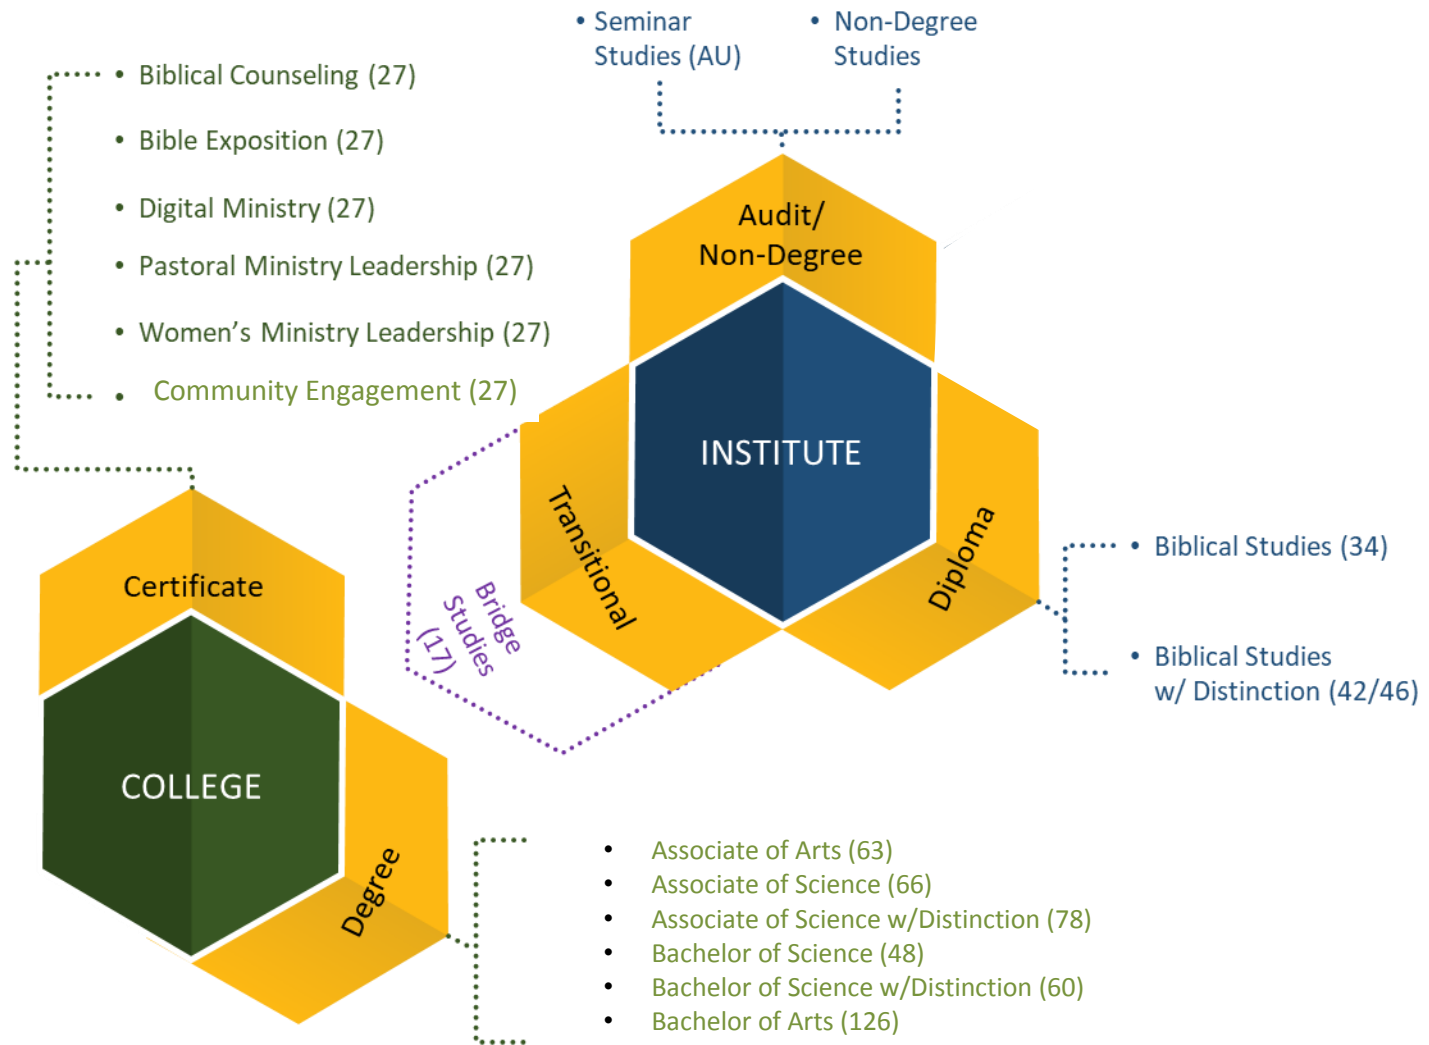 • Seminar
Studies (AU)
• Non-Degree
Studies
• Biblical Counseling (27)
• Bible Exposition (27)
• Digital Ministry (27)
• Pastoral Ministry Leadership (27)
• Women's Ministry Leadership (27)
• Community Engagement (27)
Audit/
Non-Degree
INSTITUTE
Transitional
Diploma
Bridge
Studies
(17)
• Biblical Studies (34)
• Biblical Studies
w/ Distinction (42/46)
Certificate
COLLEGE
Degree
• Associate of Arts (63)
• Associate of Science (66)
• Associate of Science w/Distinction (78)
• Bachelor of Science (48)
• Bachelor of Science w/Distinction (60)
• Bachelor of Arts (126)